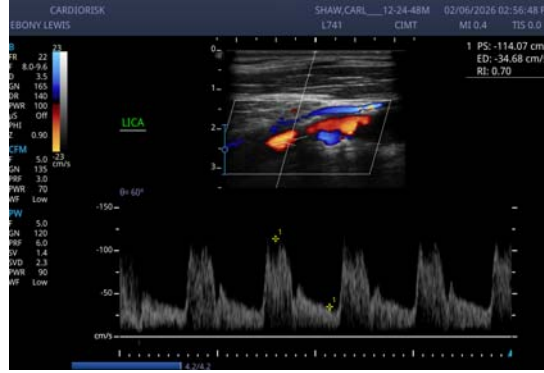 CARDIORISK SHAW,CARL____12-24-48M 02/06/2026 02:56:48 P
EBONY LEWIS L741 CIMT MI 0.4 TIS 0.0
B
FR 22
F 8.0-9.6
D 3.5
GN 165
DR 140
PWR 100
µS Off
PHI
Z 0.90
CFM
F 5.0
GN 135
PRF 3.0
PWR 70
WF Low
PW
F 5.0
GN 120
PRF 6.0
SV 1.4
SVD 2.3
PWR 90
WF Low
23
-23
cm/s
LICA
θ= 60°
0
1
2
3
1 PS: -114.07 cm/s
ED: -34.68 cm/s
RI: 0.70
-150
-100
-50
cm/s
1
4.2/4.2